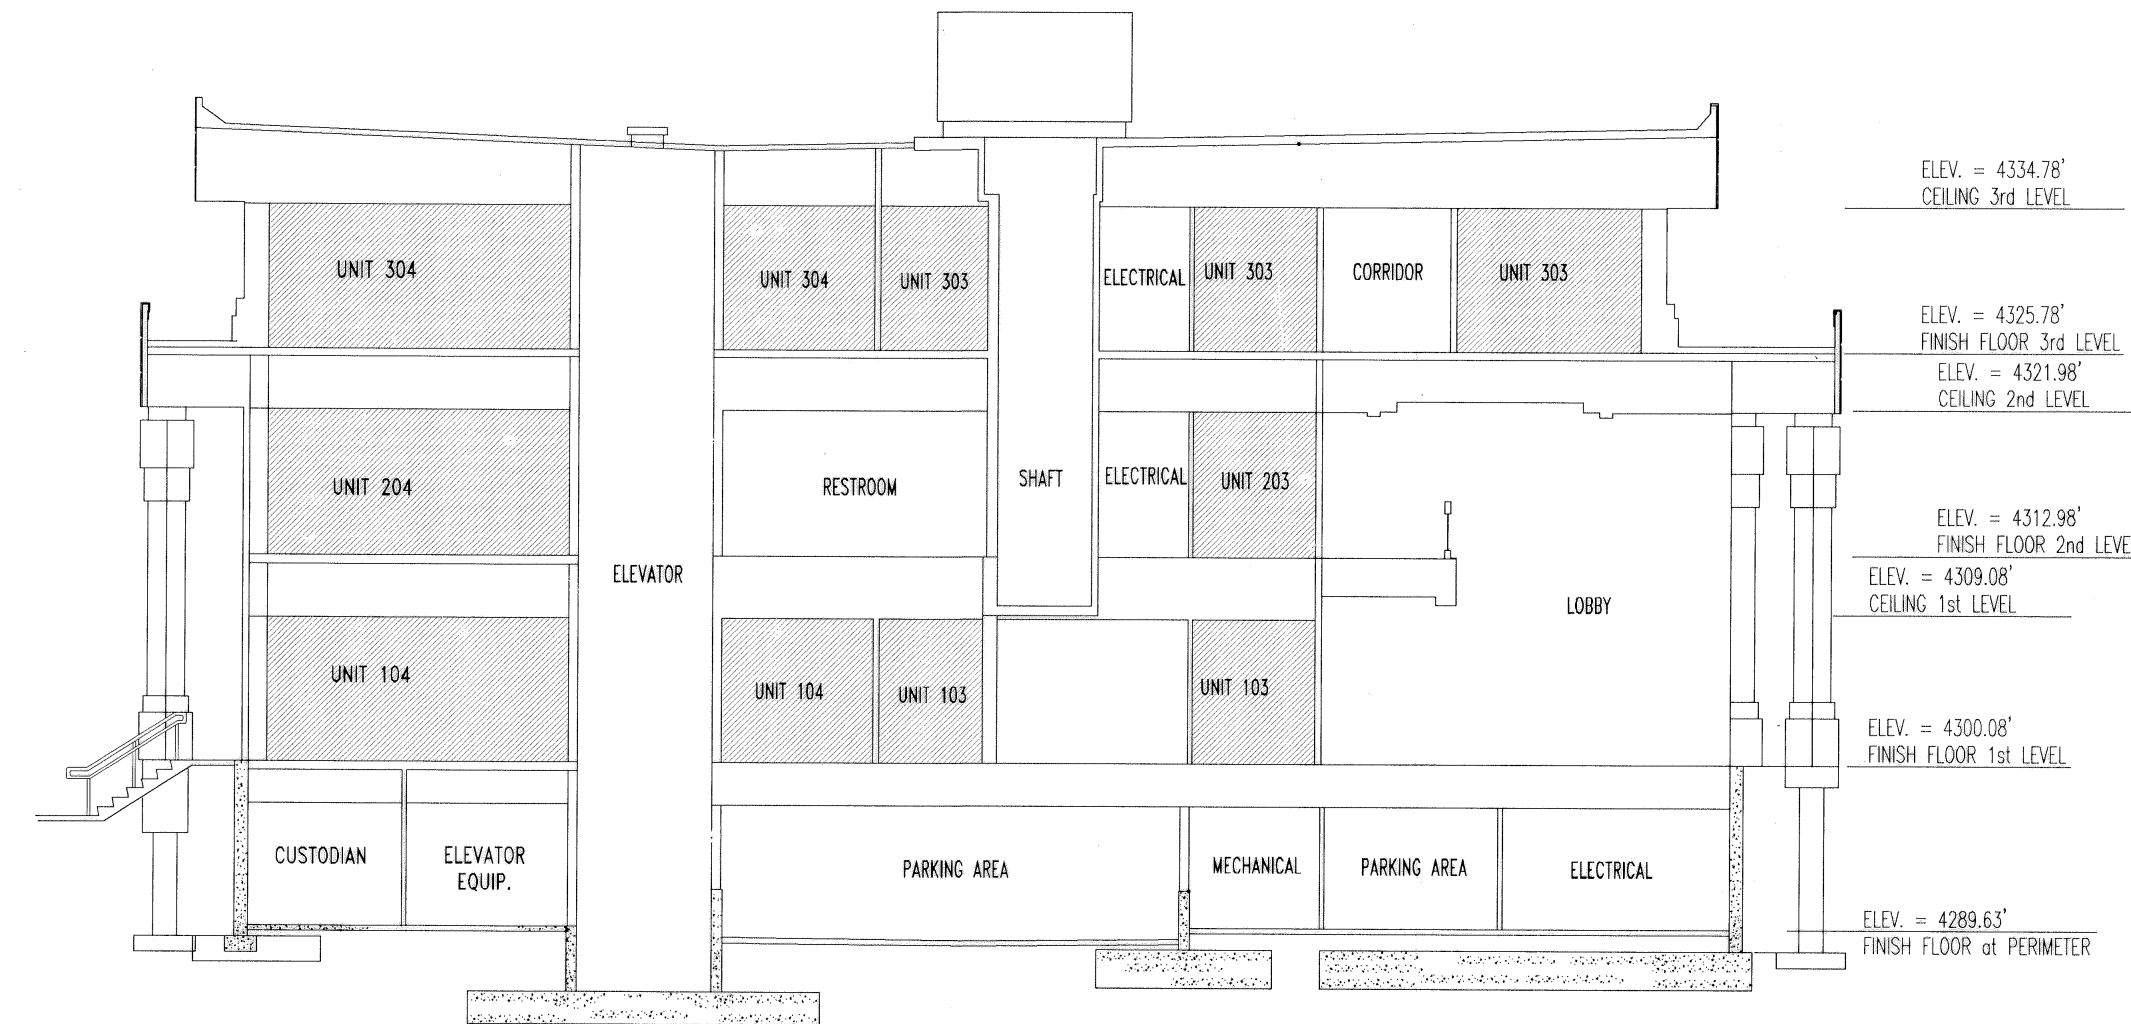 ELEV. = 4334.78'
CEILING 3rd LEVEL
UNIT 304
UNIT 304
UNIT 303
ELECTRICAL
UNIT 303
CORRIDOR
UNIT 303
ELEV. = 4325.78'
FINISH FLOOR 3rd LEVEL
ELEV. = 4321.98'
CEILING 2nd LEVEL
UNIT 204
RESTROOM
SHAFT
ELECTRICAL
UNIT 203
ELEV. = 4312.98'
FINISH FLOOR 2nd LEVE
ELEVATOR
LOBBY
ELEV. = 4309.08'
CEILING 1st LEVEL
UNIT 104
UNIT 104
UNIT 103
UNIT 103
ELEV. = 4300.08'
FINISH FLOOR 1st LEVEL
CUSTODIAN
ELEVATOR
EQUIP.
PARKING AREA
MECHANICAL
PARKING AREA
ELECTRICAL
ELEV. = 4289.63'
FINISH FLOOR at PERIMETER